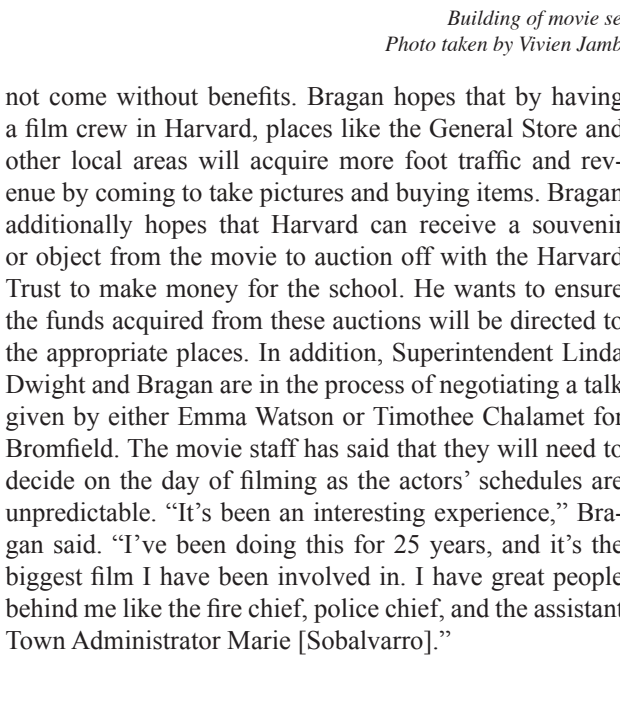 Building of movie se
Photo taken by Vivien Jamb
not come without benefits. Bragan hopes that by having
a film crew in Harvard, places like the General Store and
other local areas will acquire more foot traffic and rev-
enue by coming to take pictures and buying items. Bragan
additionally hopes that Harvard can receive a souvenir
or object from the movie to auction off with the Harvard
Trust to make money for the school. He wants to ensure
the funds acquired from these auctions will be directed to
the appropriate places. In addition, Superintendent Linda
Dwight and Bragan are in the process of negotiating a talk
given by either Emma Watson or Timothee Chalamet for
Bromfield. The movie staff has said that they will need to
decide on the day of filming as the actors’ schedules are
unpredictable. “It’s been an interesting experience,” Bra-
gan said. “I’ve been doing this for 25 years, and it’s the
biggest film I have been involved in. I have great people
behind me like the fire chief, police chief, and the assistant
Town Administrator Marie [Sobalvarro].”